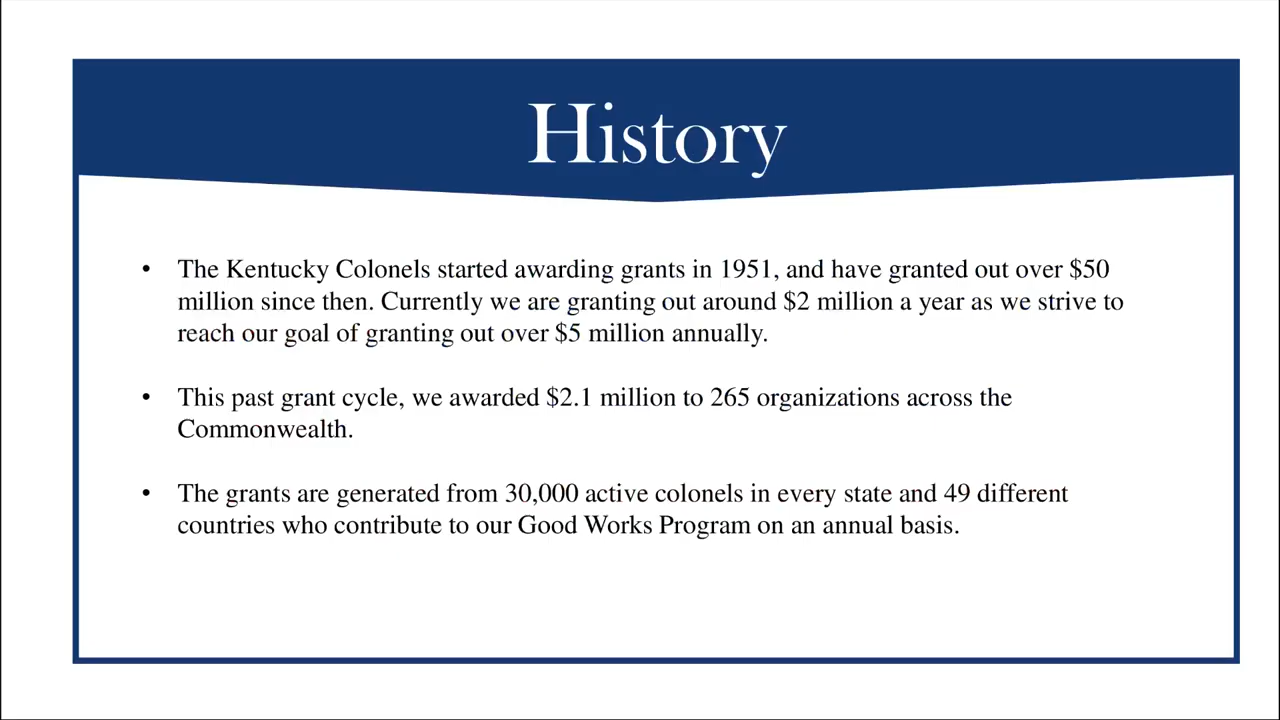 History
• The Kentucky Colonels started awarding grants in 1951, and have granted out over $50
million since then. Currently we are granting out around $2 million a year as we strive to
reach our goal of granting out over $5 million annually.
• This past grant cycle, we awarded $2.1 million to 265 organizations across the
Commonwealth.
• The grants are generated from 30,000 active colonels in every state and 49 different
countries who contribute to our Good Works Program on an annual basis.